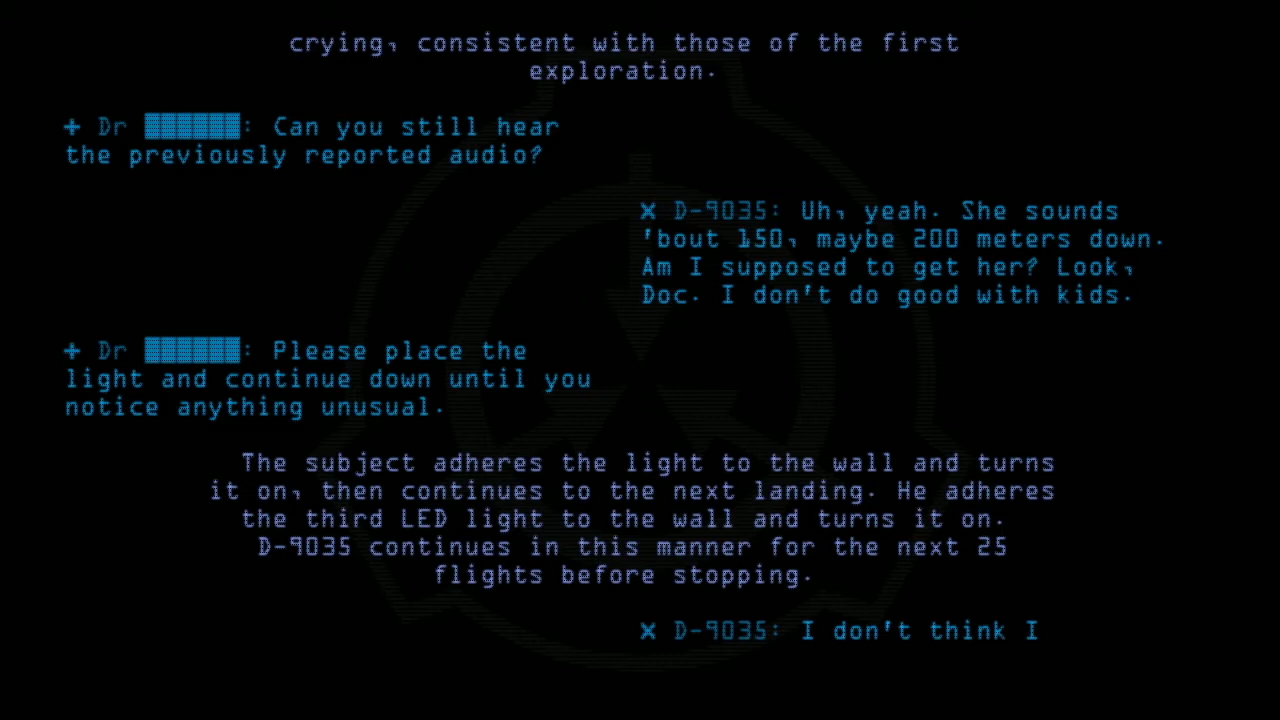 crying, consistent with those of the first
exploration.
+ Dr ██████: Can you still hear
the previously reported audio?
× D-9035: Uh, yeah. She sounds
'bout 150, maybe 200 meters down.
Am I supposed to get her? Look,
Doc. I don't do good with kids.
+ Dr ██████: Please place the
light and continue down until you
notice anything unusual.
The subject adheres the light to the wall and turns
it on, then continues to the next landing. He adheres
the third LED light to the wall and turns it on.
D-9035 continues in this manner for the next 25
flights before stopping.
× D-9035: I don't think I